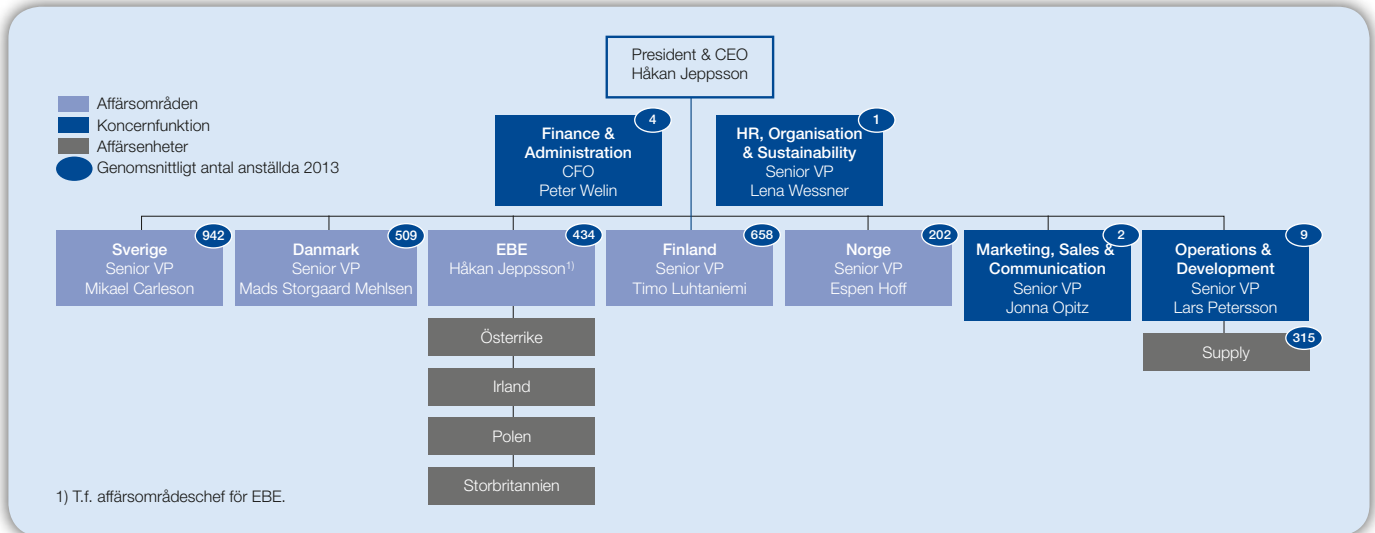 President & CEO
Håkan Jeppsson
Affärsområden
Koncernfunktion
Affärsenheter
Genomsnittligt antal anställda 2013
4
Finance &
Administration
CFO
Peter Welin
1
HR, Organisation
& Sustainability
Senior VP
Lena Wessner
942
Sverige
Senior VP
Mikael Carleson
509
Danmark
Senior VP
Mads Storgaard Mehlsen
434
EBE
Håkan Jeppsson1)
658
Finland
Senior VP
Timo Luhtaniemi
202
Norge
Senior VP
Espen Hoff
2
Marketing, Sales &
Communication
Senior VP
Jonna Opitz
9
Operations &
Development
Senior VP
Lars Petersson
Österrike
Irland
Polen
Storbritannien
315
Supply
1) T.f. affärsområdeschef för EBE.